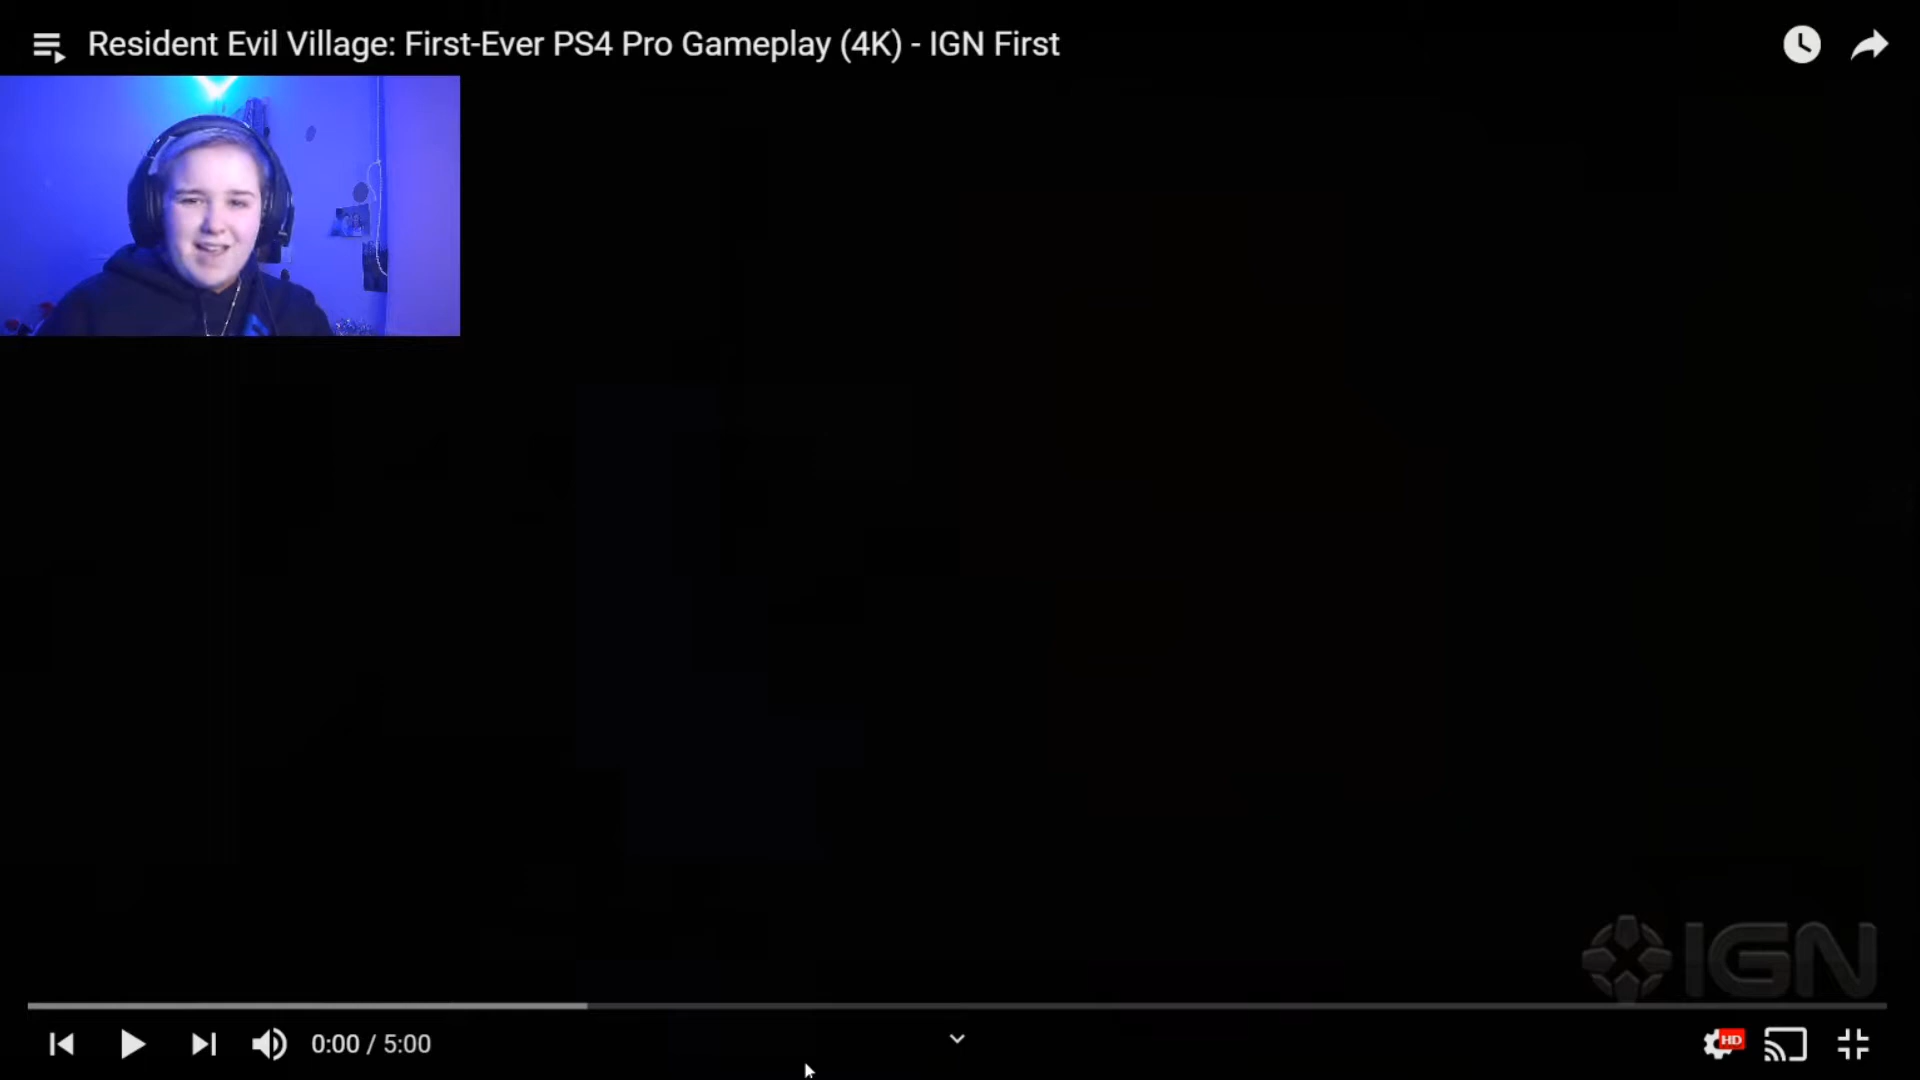 Resident Evil Village: First-Ever PS4 Pro Gameplay (4K) - IGN First
IGN
0:00 / 5:00
HD